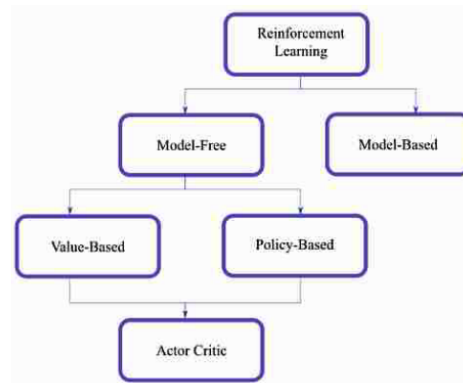 Reinforcement
Learning
Model-Free
Model-Based
Value-Based
Policy-Based
Actor Critic